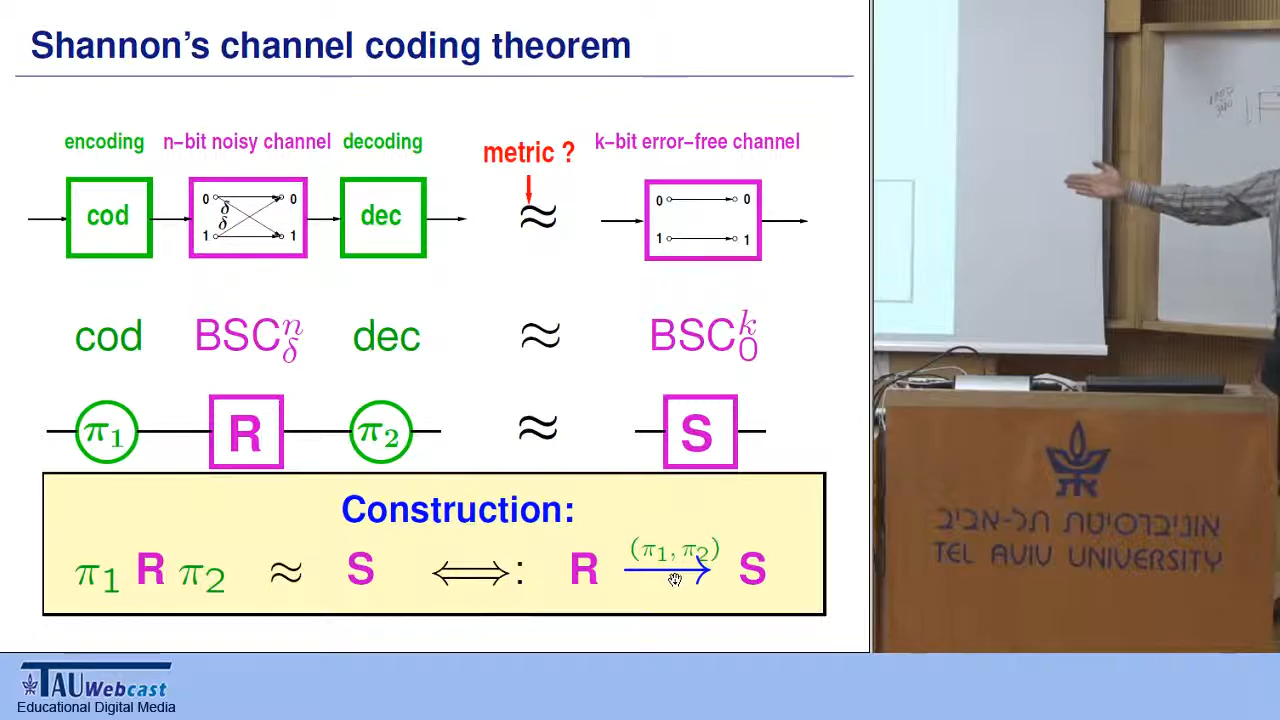 Shannon's channel coding theorem
encoding n−bit noisy channel decoding metric ? k−bit error−free channel
cod 0 δ 0 dec ≈ 0 0
δ
1 1 1 1
cod BSC^n_δ dec ≈ BSC^k_0
π₁ R π₂ ≈ S
Construction:
π₁ R π₂ ≈ S ⟺: R (π₁, π₂)⟶ S
אוניברסיטת תל-אביב
TEL AVIV UNIVERSITY
TAU Webcast
Educational Digital Media